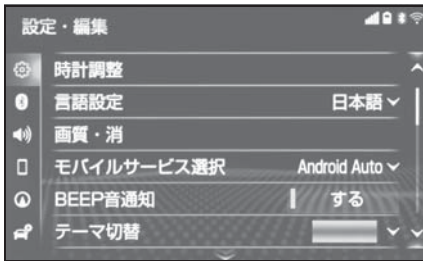 設定・編集
時計調整
言語設定 日本語
画質・消
モバイルサービス選択 Android Auto
BEEP音通知 する
テーマ切替